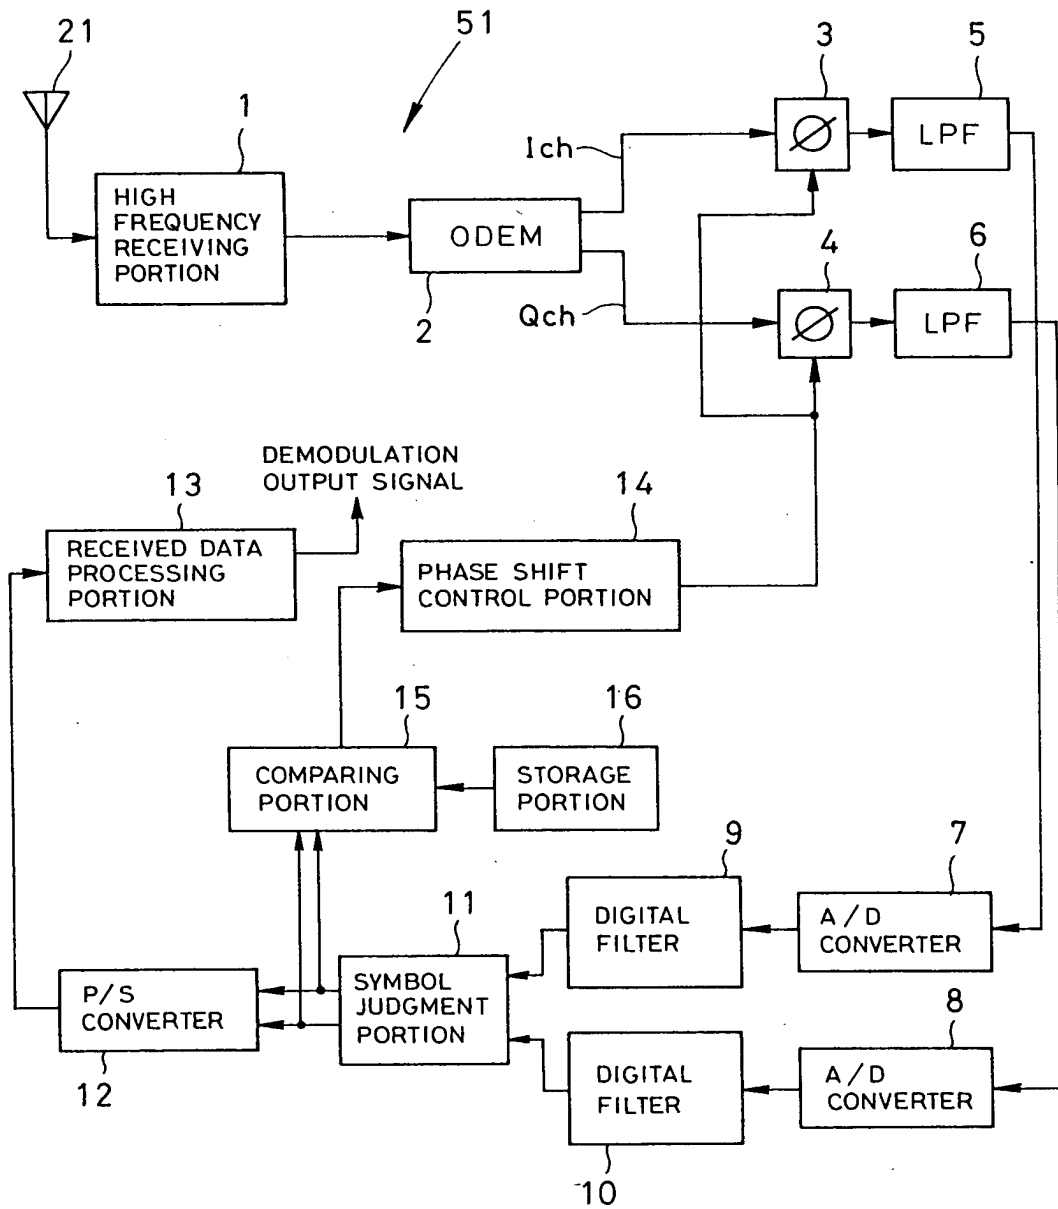 21
51
3
5
1
Ich
LPF
HIGH
FREQUENCY
RECEIVING
PORTION
ODEM
4
6
2
Qch
LPF
DEMODULATION
OUTPUT SIGNAL
13
14
RECEIVED DATA
PROCESSING
PORTION
PHASE SHIFT
CONTROL PORTION
15
16
COMPARING
PORTION
STORAGE
PORTION
9
7
11
DIGITAL
FILTER
A/D
CONVERTER
P/S
CONVERTER
SYMBOL
JUDGMENT
PORTION
8
12
DIGITAL
FILTER
A/D
CONVERTER
10